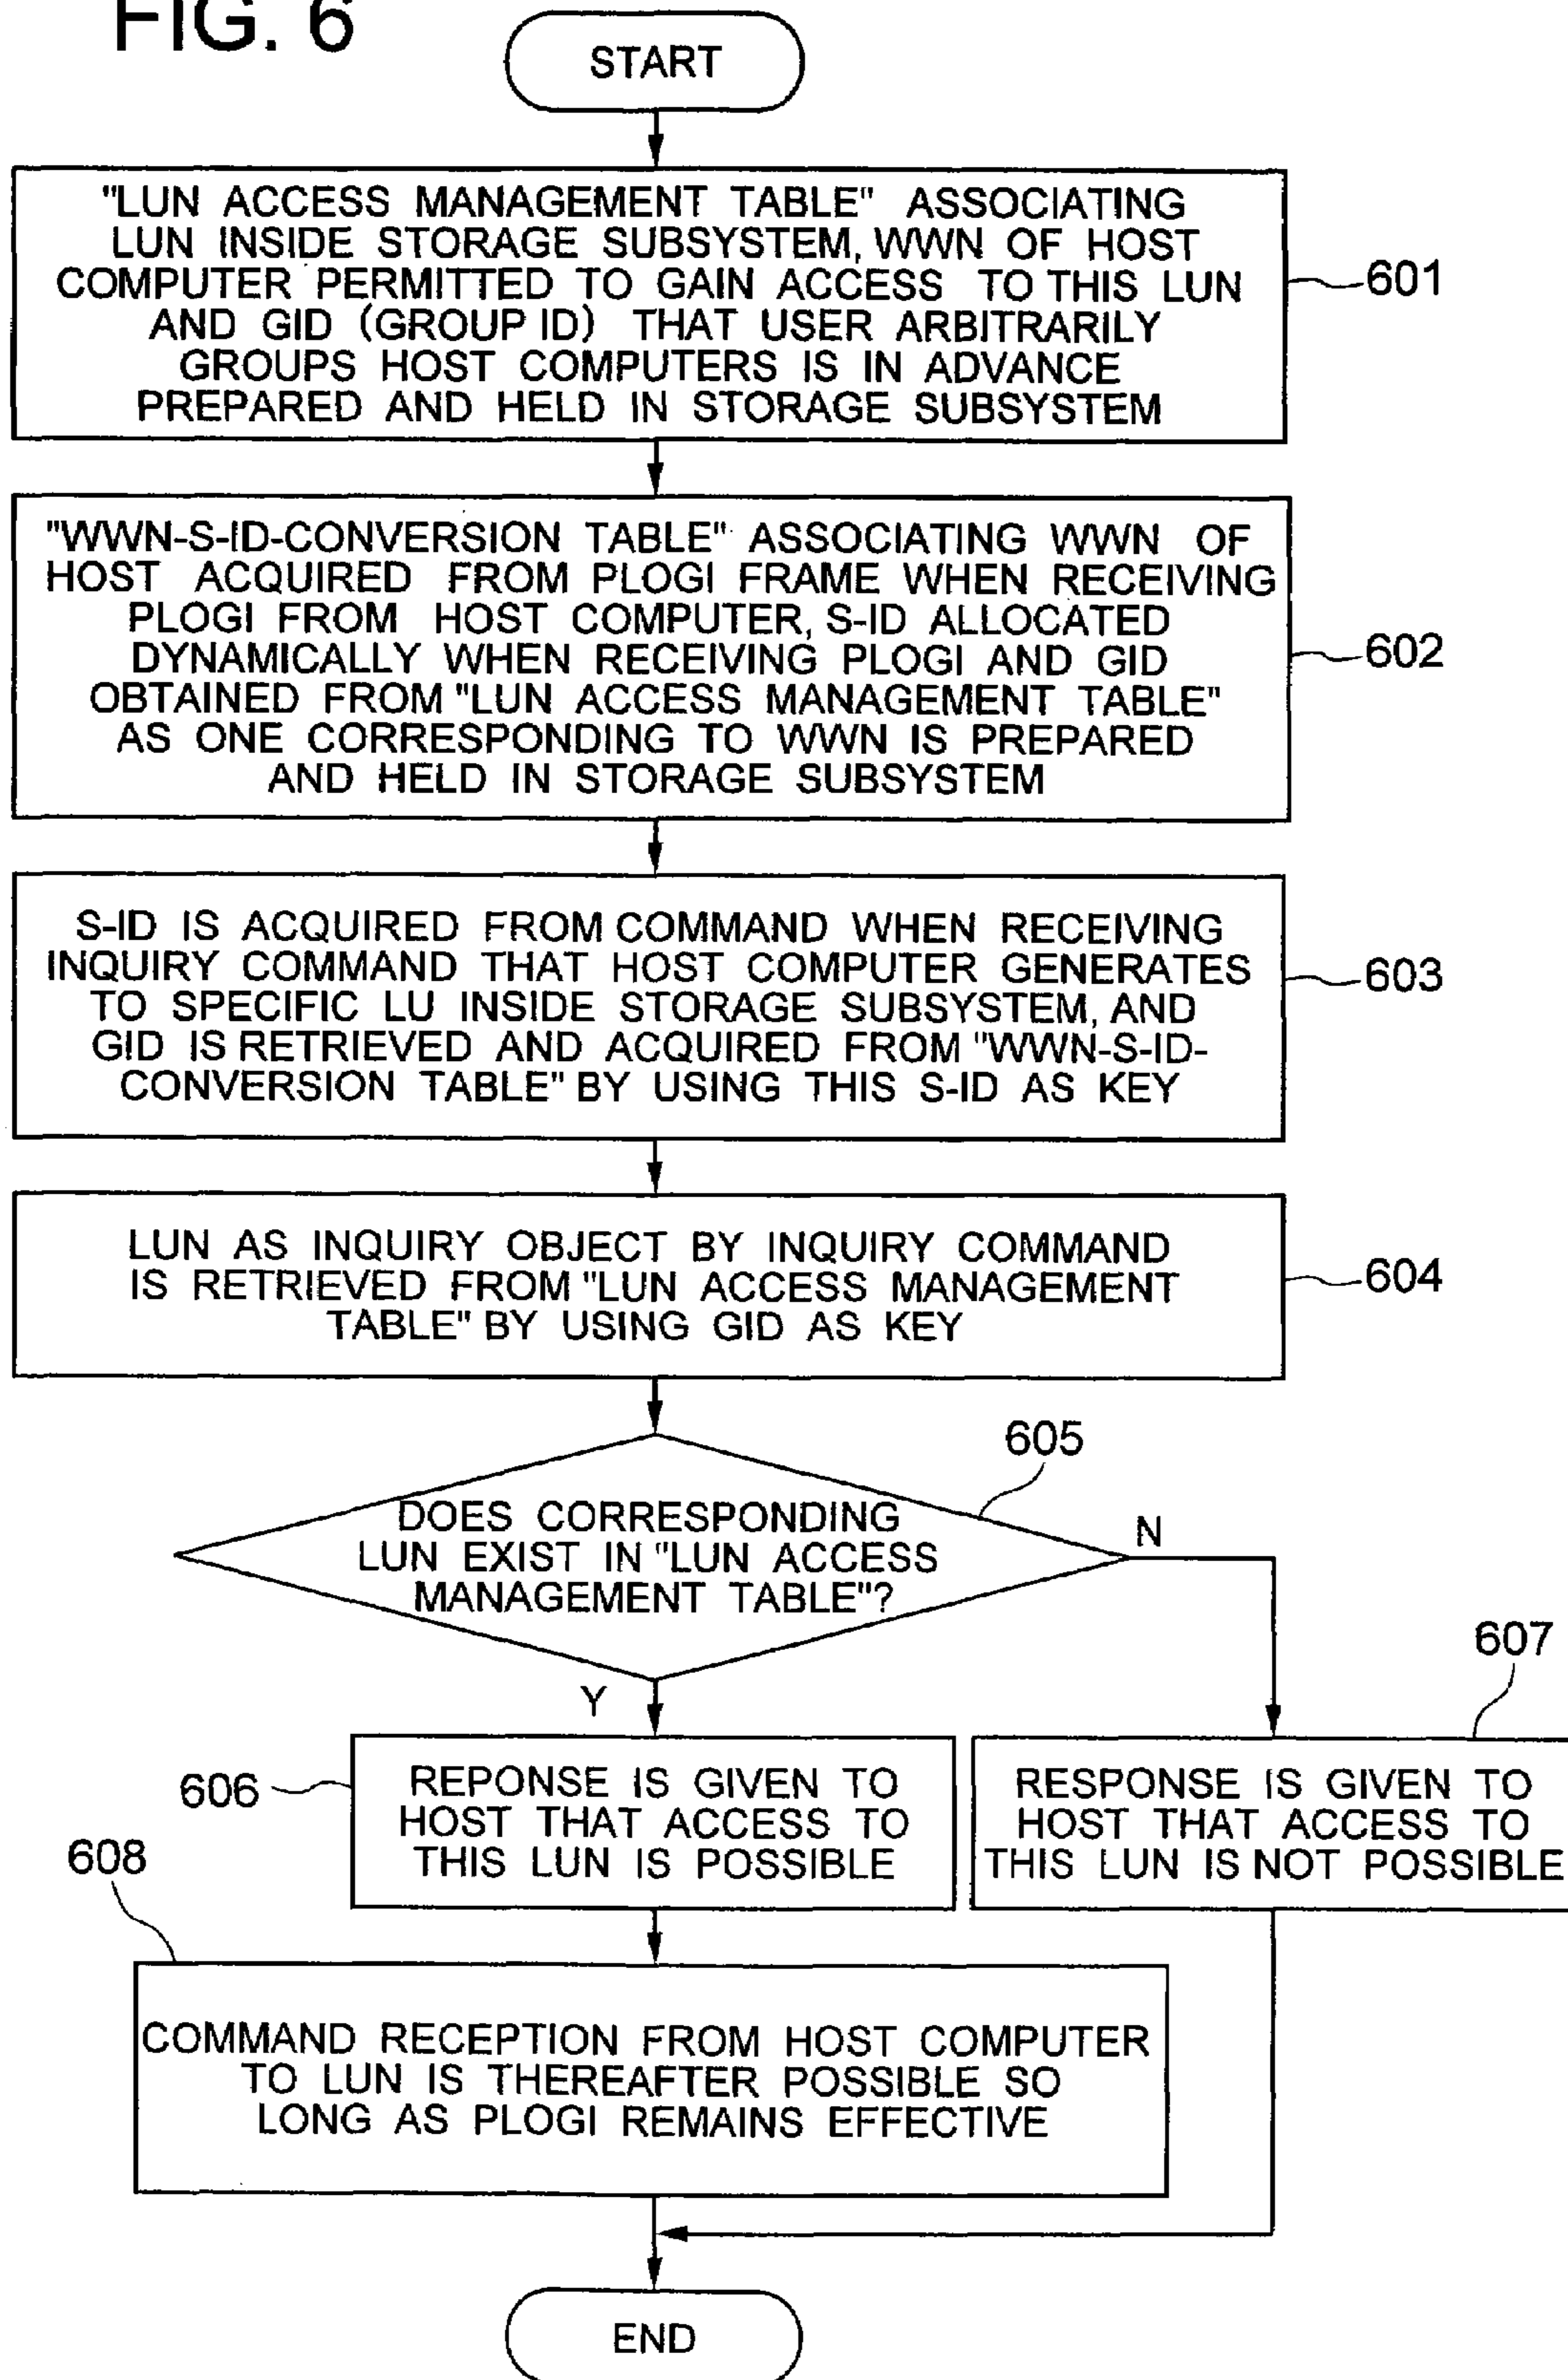 FIG. 6
START
"LUN ACCESS MANAGEMENT TABLE" ASSOCIATING
LUN INSIDE STORAGE SUBSYSTEM, WWN OF HOST
COMPUTER PERMITTED TO GAIN ACCESS TO THIS LUN
AND GID (GROUP ID) THAT USER ARBITRARILY
GROUPS HOST COMPUTERS IS IN ADVANCE
PREPARED AND HELD IN STORAGE SUBSYSTEM
601
"WWN-S-ID-CONVERSION TABLE" ASSOCIATING WWN OF
HOST ACQUIRED FROM PLOGI FRAME WHEN RECEIVING
PLOGI FROM HOST COMPUTER, S-ID ALLOCATED
DYNAMICALLY WHEN RECEIVING PLOGI AND GID
OBTAINED FROM "LUN ACCESS MANAGEMENT TABLE"
AS ONE CORRESPONDING TO WWN IS PREPARED
AND HELD IN STORAGE SUBSYSTEM
602
S-ID IS ACQUIRED FROM COMMAND WHEN RECEIVING
INQUIRY COMMAND THAT HOST COMPUTER GENERATES
TO SPECIFIC LU INSIDE STORAGE SUBSYSTEM, AND
GID IS RETRIEVED AND ACQUIRED FROM "WWN-S-ID-
CONVERSION TABLE" BY USING THIS S-ID AS KEY
603
LUN AS INQUIRY OBJECT BY INQUIRY COMMAND
IS RETRIEVED FROM "LUN ACCESS MANAGEMENT
TABLE" BY USING GID AS KEY
604
605
DOES CORRESPONDING
LUN EXIST IN "LUN ACCESS
MANAGEMENT TABLE"?
N
Y
607
606
REPONSE IS GIVEN TO
HOST THAT ACCESS TO
THIS LUN IS POSSIBLE
RESPONSE IS GIVEN TO
HOST THAT ACCESS TO
THIS LUN IS NOT POSSIBLE
608
COMMAND RECEPTION FROM HOST COMPUTER
TO LUN IS THEREAFTER POSSIBLE SO
LONG AS PLOGI REMAINS EFFECTIVE
END